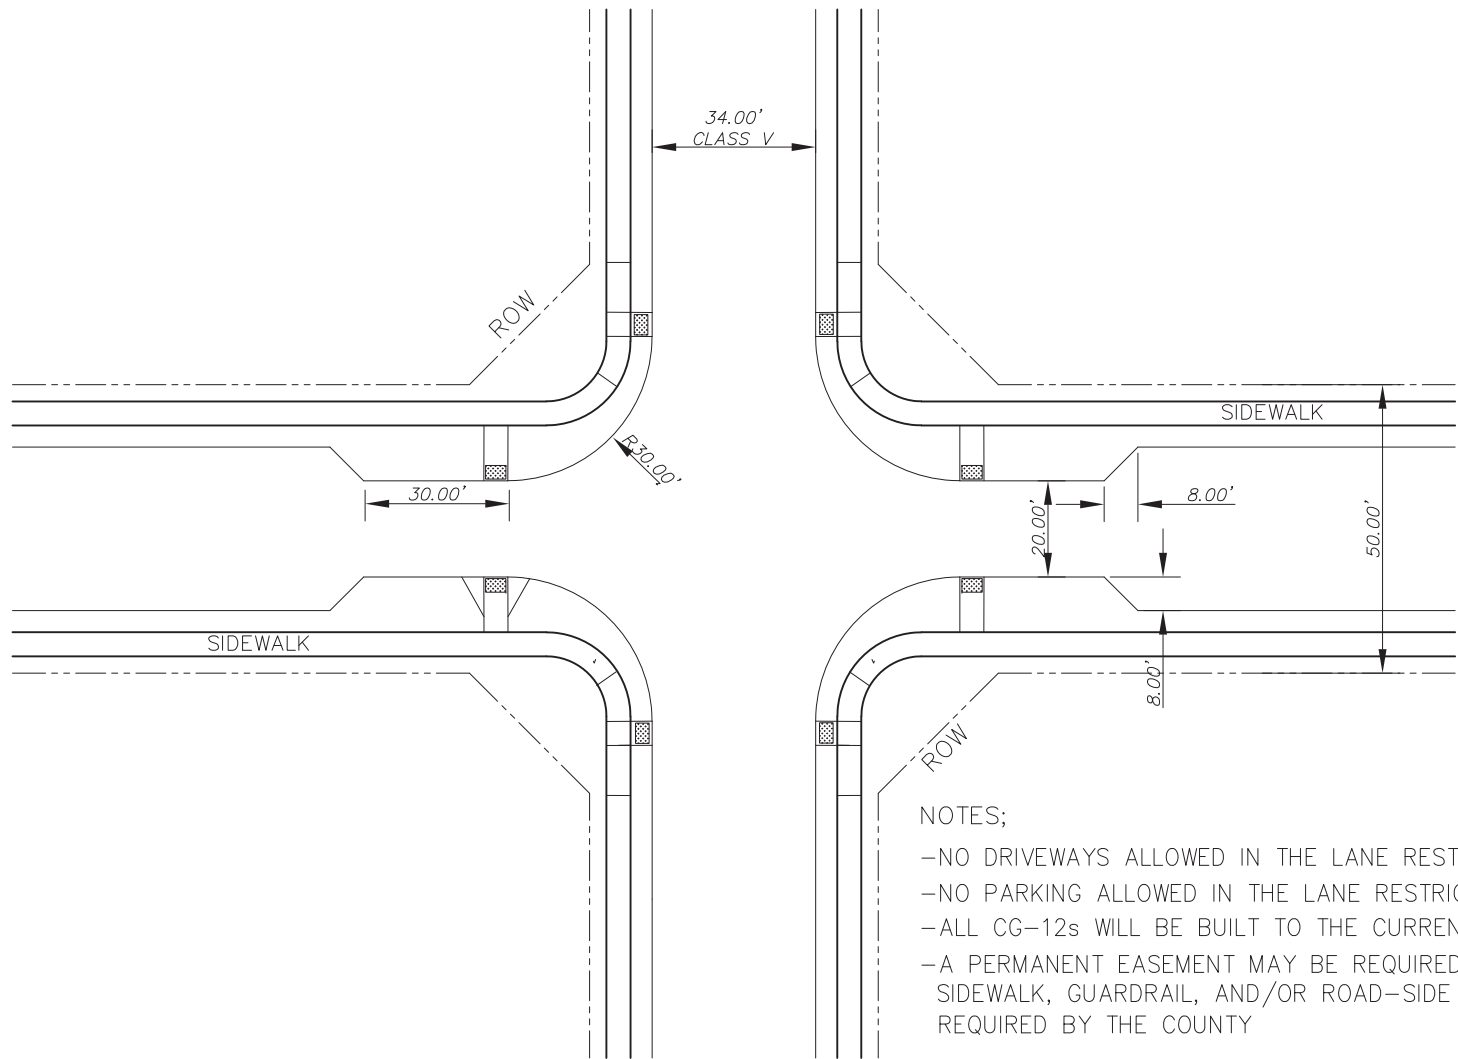 34.00'
CLASS V
ROW
SIDEWALK
R30.00'
30.00'
8.00'
20.00'
50.00'
SIDEWALK
8.00'
ROW
NOTES;
-NO DRIVEWAYS ALLOWED IN THE LANE REST
-NO PARKING ALLOWED IN THE LANE RESTRIC
-ALL CG-12s WILL BE BUILT TO THE CURREN
-A PERMANENT EASEMENT MAY BE REQUIRED
SIDEWALK, GUARDRAIL, AND/OR ROAD-SIDE
REQUIRED BY THE COUNTY